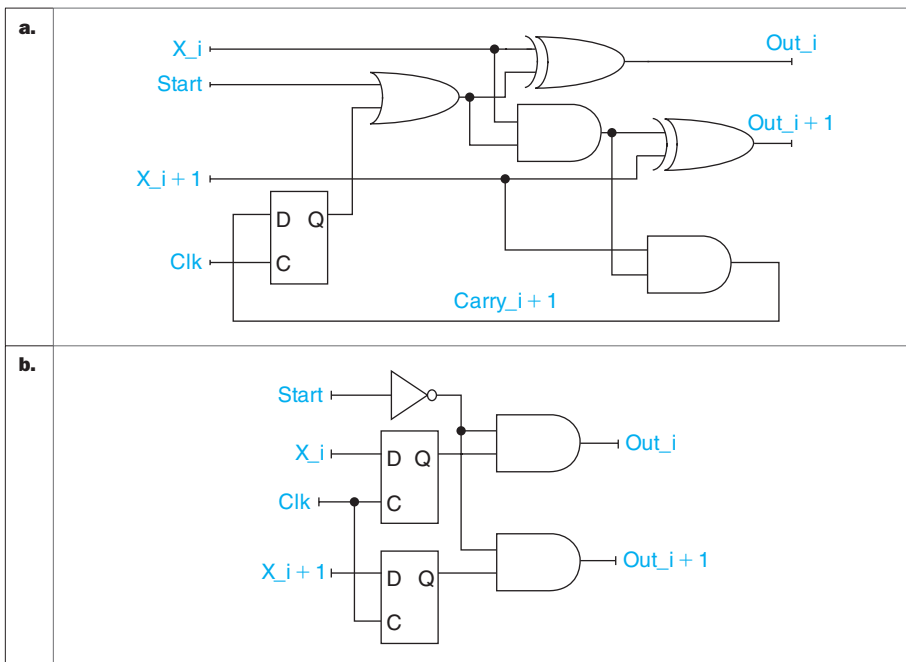 a.
X_i
Out_i
Start
Out_i + 1
X_i + 1
D Q
Clk
C
Carry_i + 1
b.
Start
X_i
D Q
Out_i
Clk
C
X_i + 1
D Q
Out_i + 1
C